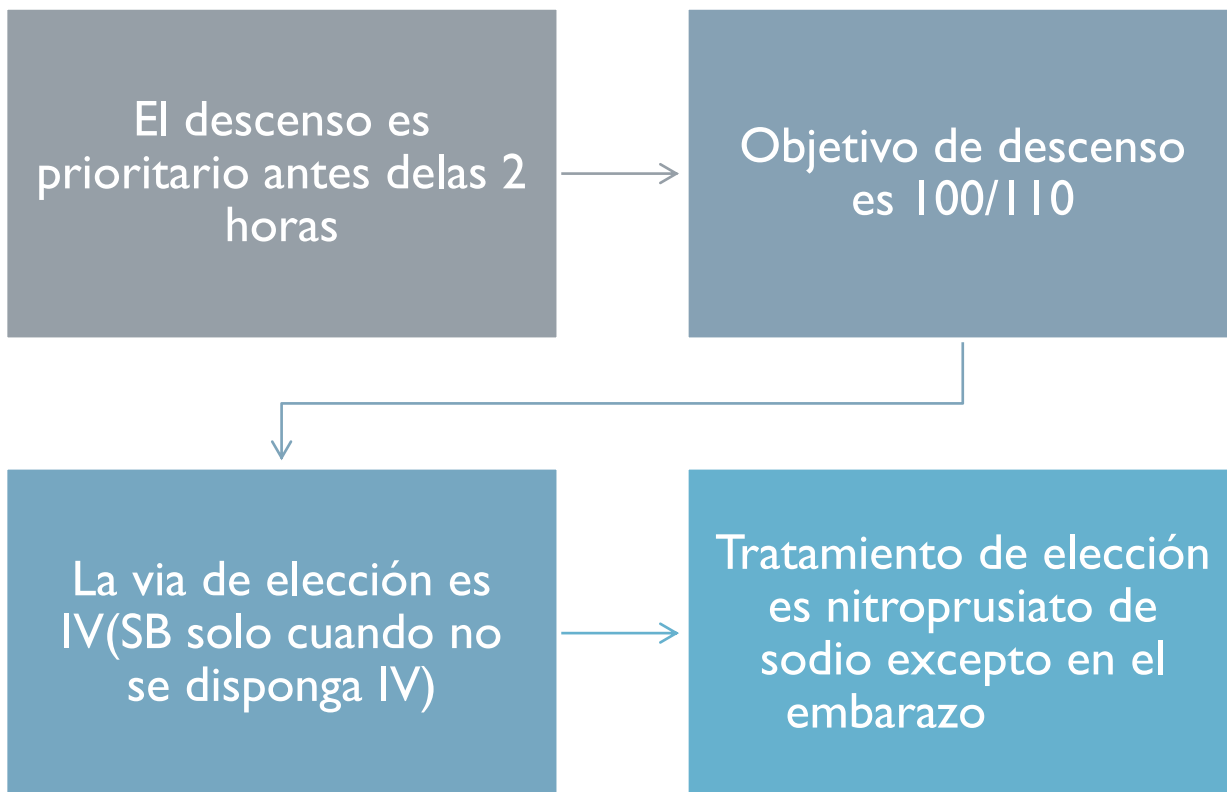 El descenso es
prioritario antes delas 2
horas
Objetivo de descenso
es 100/110
La via de elección es
IV(SB solo cuando no
se disponga IV)
Tratamiento de elección
es nitroprusiato de
sodio excepto en el
embarazo